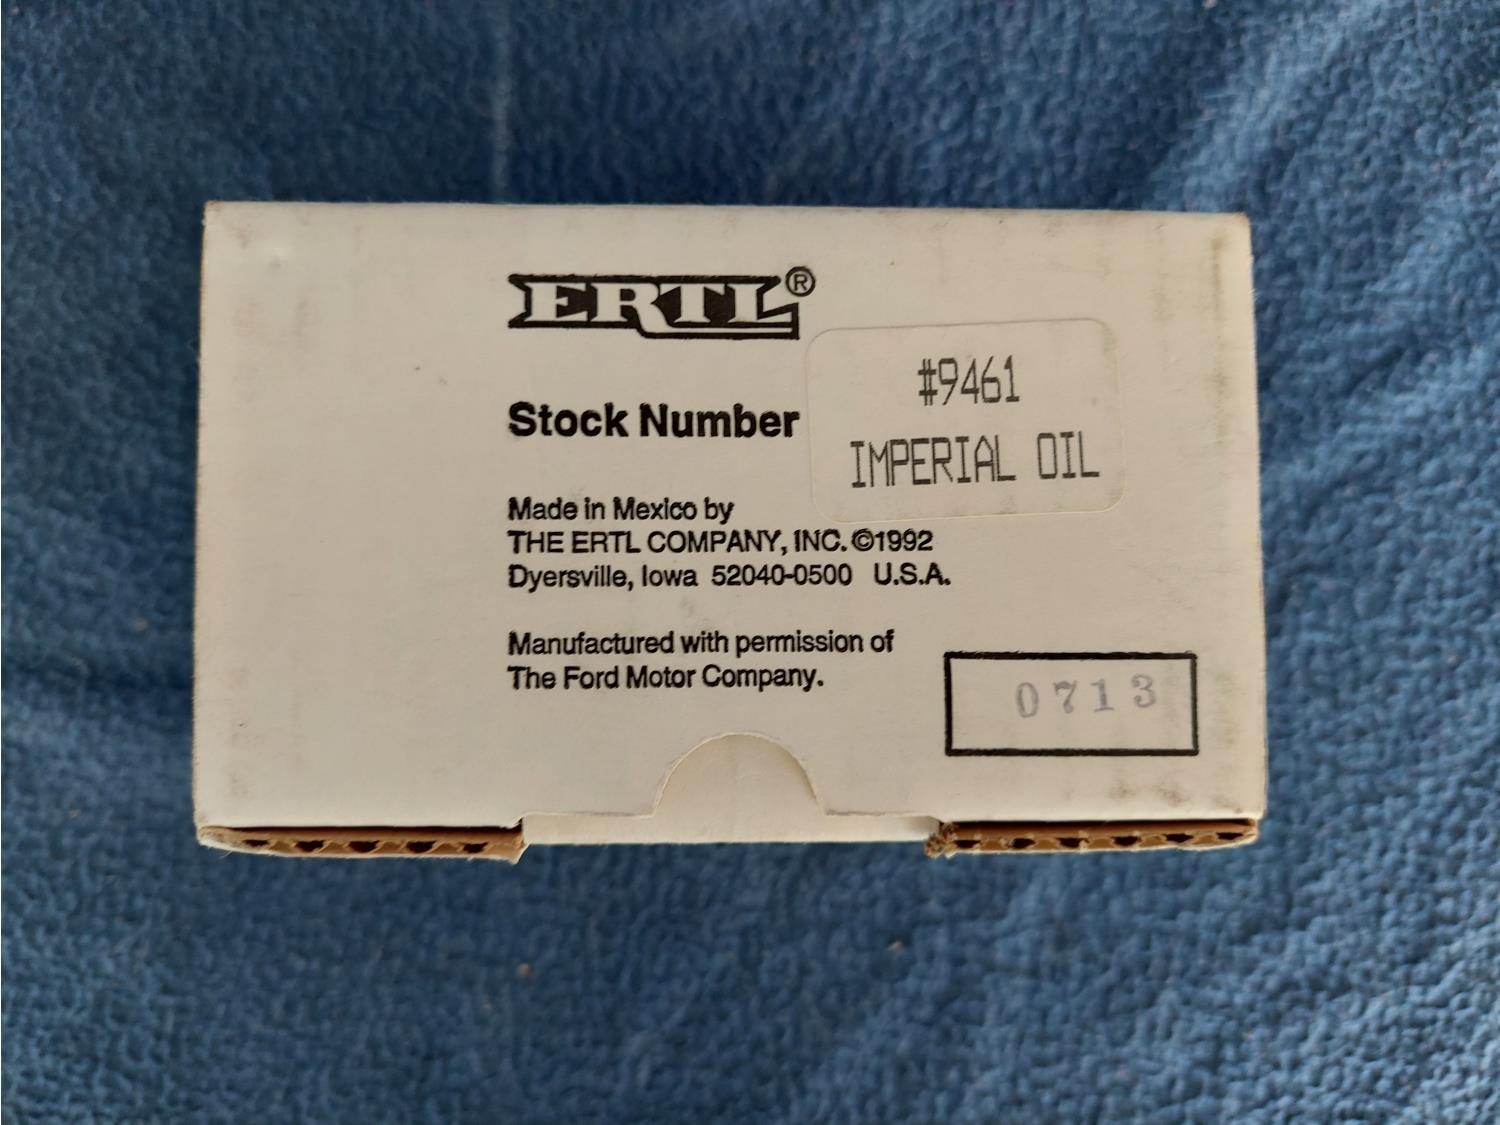 ERTL®
#9461
IMPERIAL OIL
Stock Number
Made in Mexico by
THE ERTL COMPANY, INC. ©1992
Dyersville, Iowa 52040-0500 U.S.A.
Manufactured with permission of
The Ford Motor Company.
0713